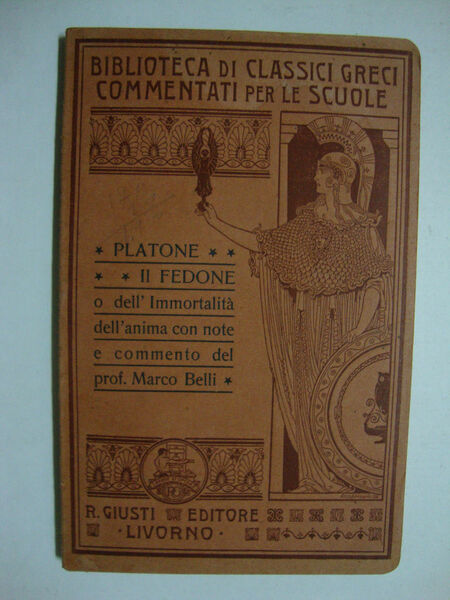 BIBLIOTECA DI CLASSICI GRECI
COMMENTATI PER LE SCUOLE
PLATONE
Il FEDONE
o dell' Immortalità
dell'anima con note
e commento del
prof. Marco Belli
R. GIUSTI EDITORE
· LIVORNO ·